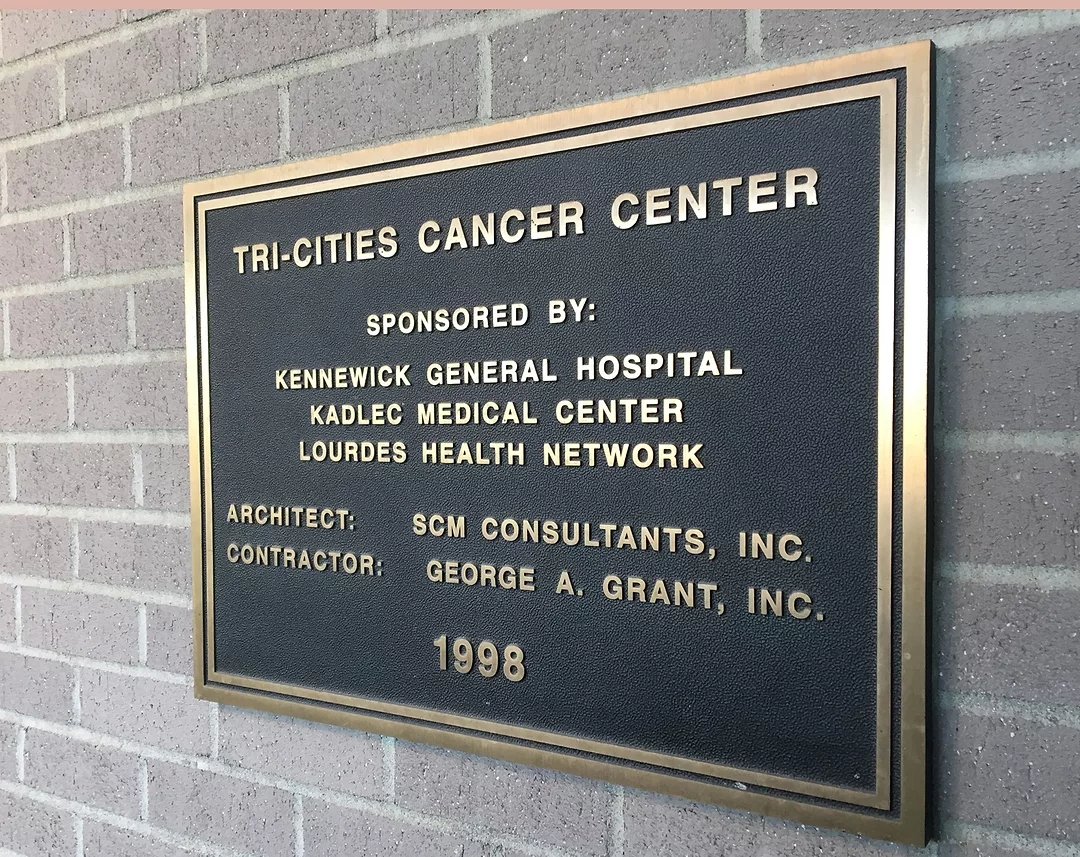 TRI-CITIES CANCER CENTER
SPONSORED BY:
KENNEWICK GENERAL HOSPITAL
KADLEC MEDICAL CENTER
LOURDES HEALTH NETWORK
ARCHITECT: SCM CONSULTANTS, INC.
CONTRACTOR: GEORGE A. GRANT, INC.
1998